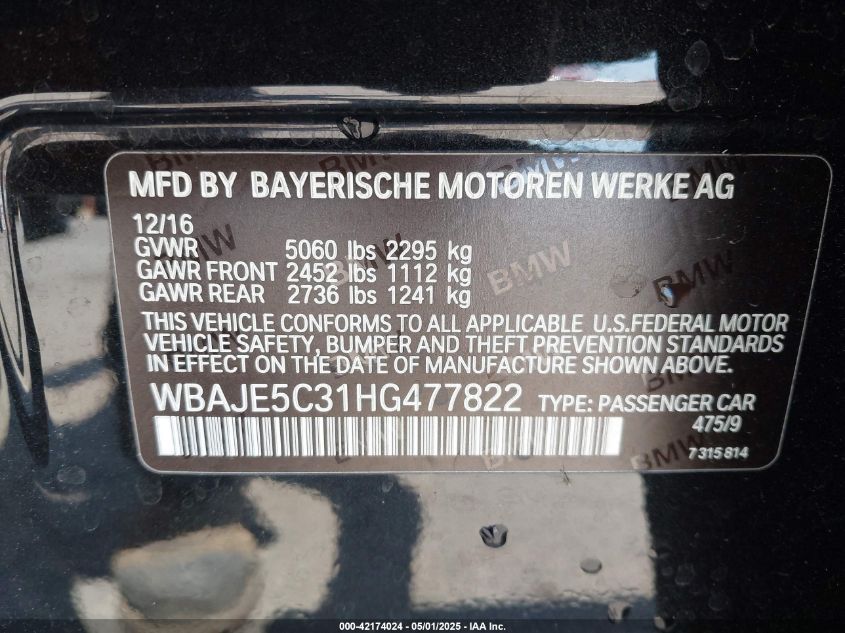 MFD BY BAYERISCHE MOTOREN WERKE AG
12/16
GVWR 5060 lbs 2295 kg
GAWR FRONT 2452 lbs 1112 kg
GAWR REAR 2736 lbs 1241 kg
THIS VEHICLE CONFORMS TO ALL APPLICABLE U.S.FEDERAL MOTOR
VEHICLE SAFETY, BUMPER AND THEFT PREVENTION STANDARDS
IN EFFECT ON THE DATE OF MANUFACTURE SHOWN ABOVE.
WBAJE5C31HG477822 TYPE: PASSENGER CAR
475/9
7315814
000-42174024 - 05/01/2025 - IAA Inc.